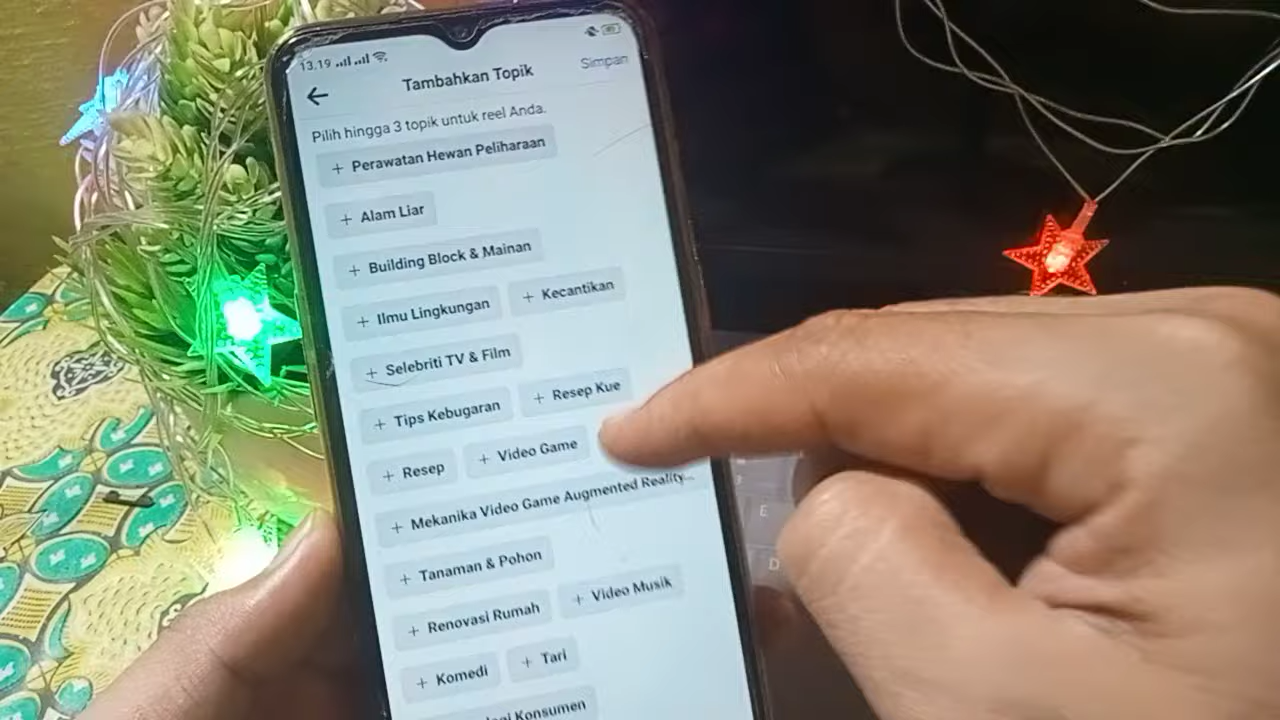 13.19
Tambahkan Topik
Simpan
Pilih hingga 3 topik untuk reel Anda.
+ Perawatan Hewan Peliharaan
+ Alam Liar
+ Building Block & Mainan
+ Ilmu Lingkungan + Kecantikan
+ Selebriti TV & Film
+ Tips Kebugaran + Resep Kue
+ Resep + Video Game
+ Mekanika Video Game Augmented Reality...
+ Tanaman & Pohon
+ Renovasi Rumah + Video Musik
+ Komedi + Tari
Konsumen
E
D